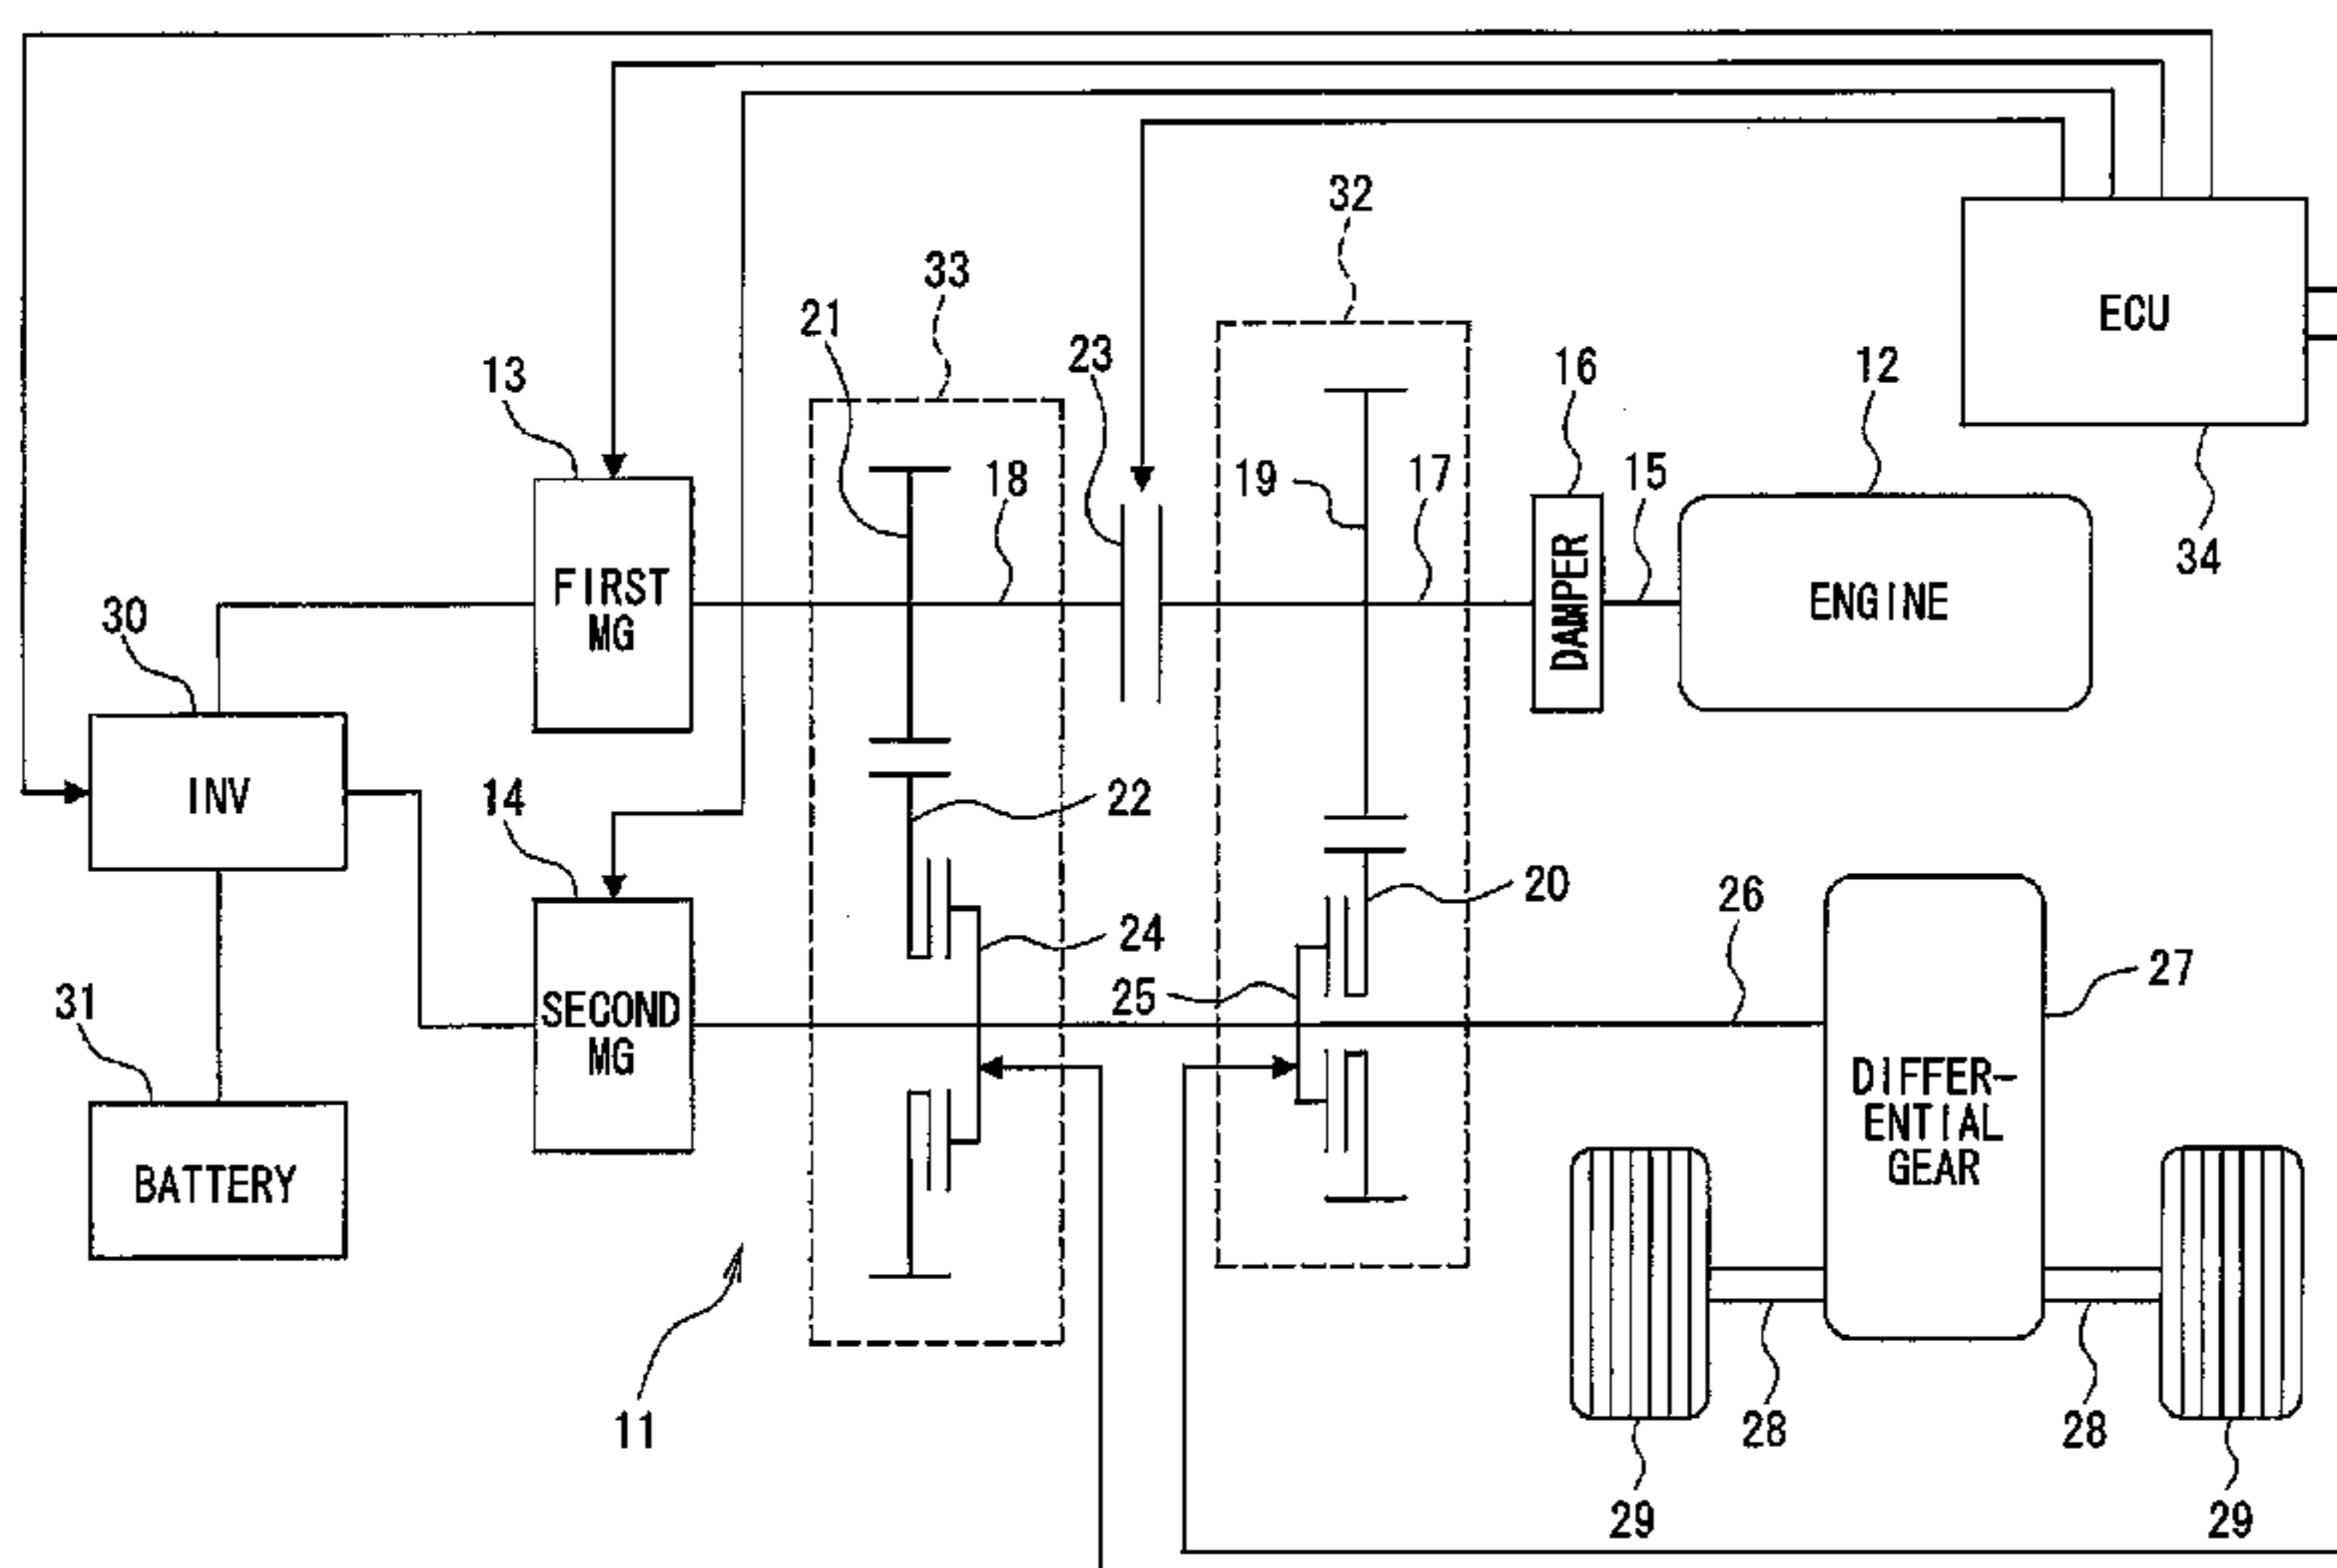 32
33
ECU
21
23
16
12
13
18
19
17
15
34
FIRST
MG
DAMPER
ENGINE
30
INV
14
22
20
26
24
27
25
31
SECOND
MG
DIFFER-
ENTIAL
GEAR
BATTERY
11
28
28
29
29